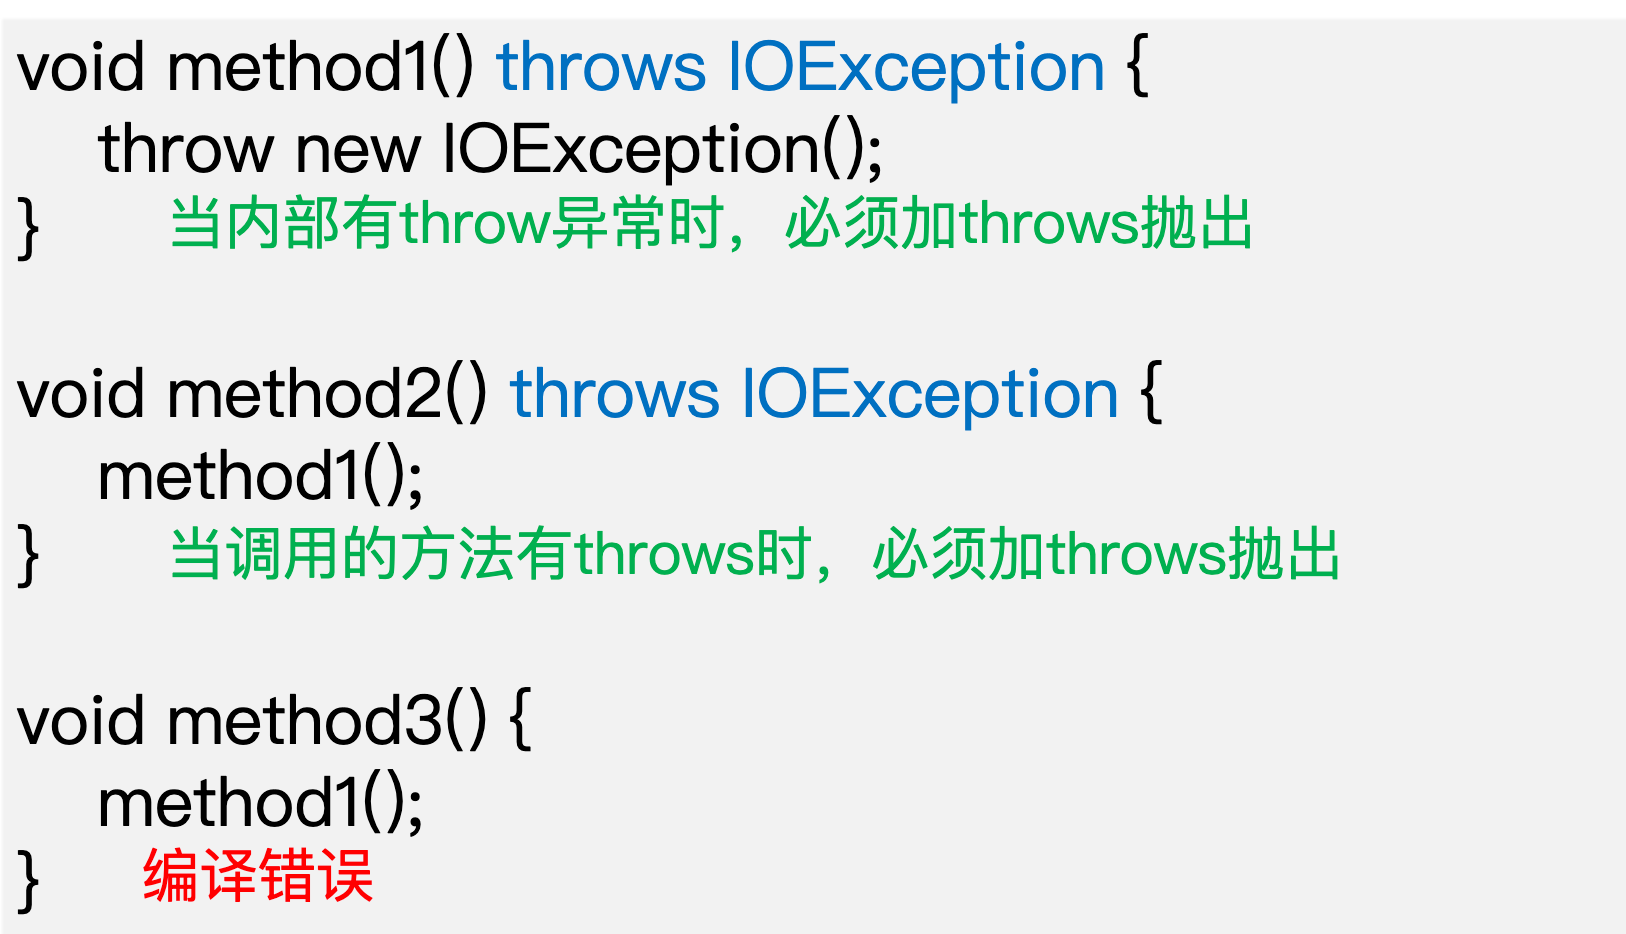 void method1() throws IOException {
throw new IOException();
} 当内部有throw异常时，必须加throws抛出
void method2() throws IOException {
method1();
} 当调用的方法有throws时，必须加throws抛出
void method3() {
method1();
} 编译错误